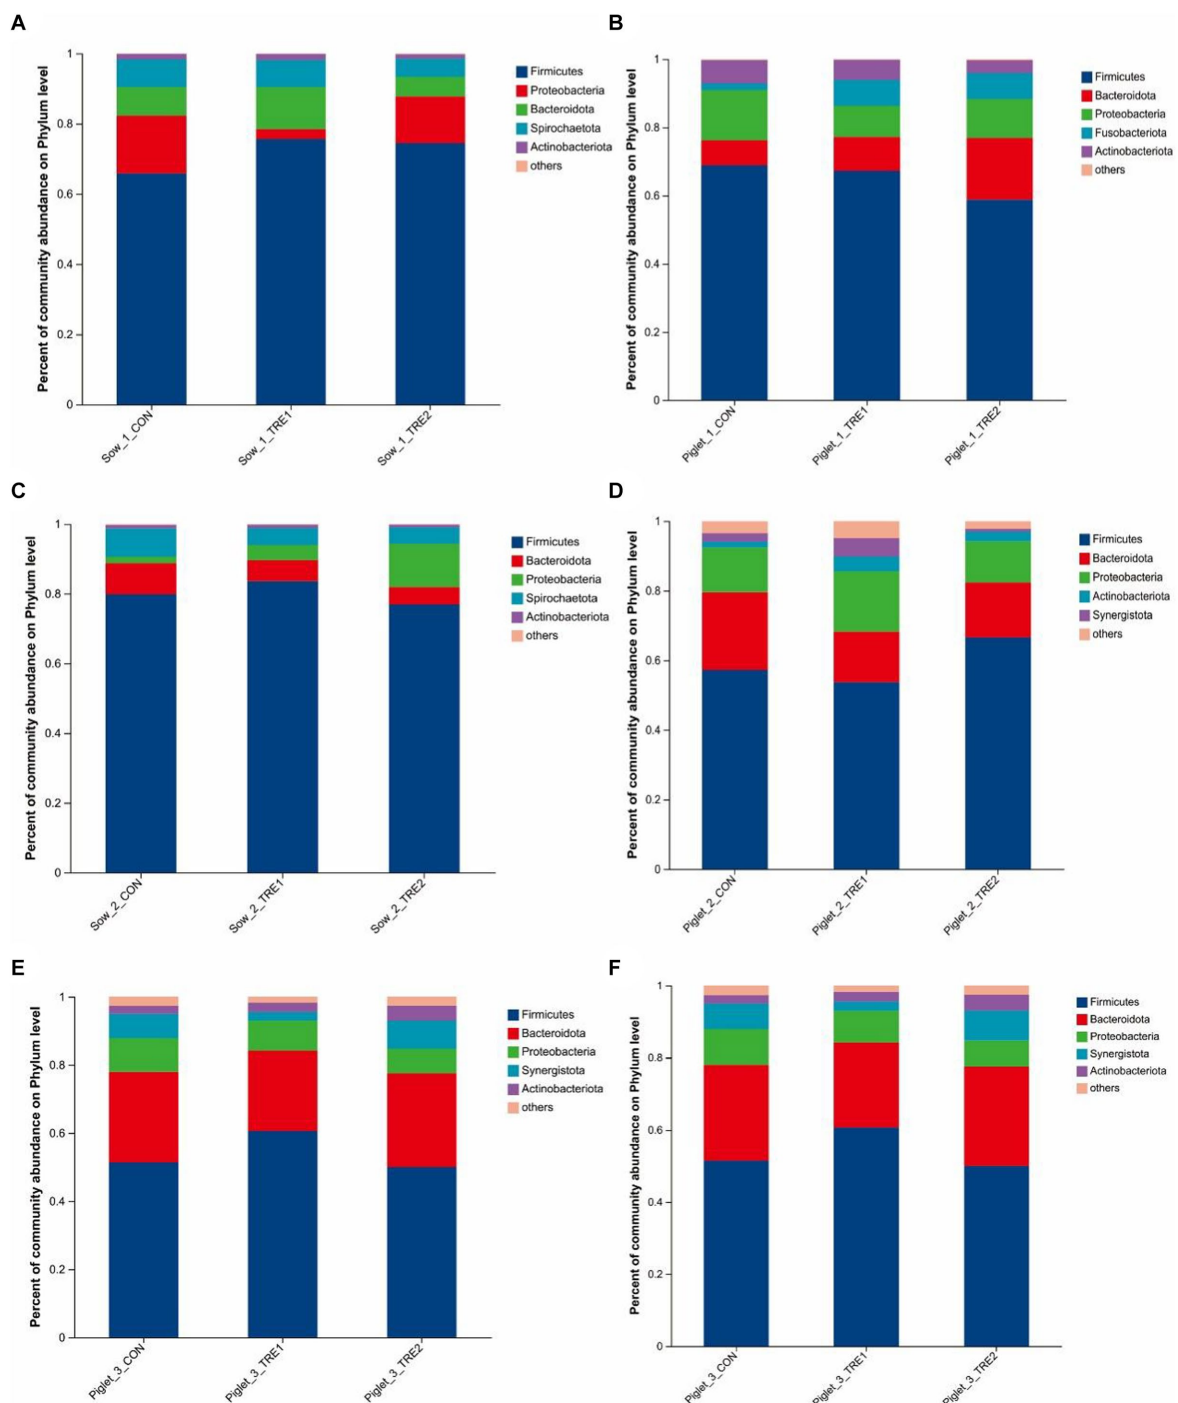 A
Percent of community abundance on Phylum level
1
0.8
0.6
0.4
0.2
0
Sow_1_CON
Sow_1_TRE1
Sow_1_TRE2
Firmicutes
Proteobacteria
Bacteroidota
Spirochaetota
Actinobacteriota
others
B
Percent of community abundance on Phylum level
1
0.8
0.6
0.4
0.2
0
Piglet_1_CON
Piglet_1_TRE1
Piglet_1_TRE2
Firmicutes
Bacteroidota
Proteobacteria
Fusobacteriota
Actinobacteriota
others
C
Percent of community abundance on Phylum level
1
0.8
0.6
0.4
0.2
0
Sow_2_CON
Sow_2_TRE1
Sow_2_TRE2
Firmicutes
Bacteroidota
Proteobacteria
Spirochaetota
Actinobacteriota
others
D
Percent of community abundance on Phylum level
1
0.8
0.6
0.4
0.2
0
Piglet_2_CON
Piglet_2_TRE1
Piglet_2_TRE2
Firmicutes
Bacteroidota
Proteobacteria
Actinobacteriota
Synergistota
others
E
Percent of community abundance on Phylum level
1
0.8
0.6
0.4
0.2
0
Piglet_3_CON
Piglet_3_TRE1
Piglet_3_TRE2
Firmicutes
Bacteroidota
Proteobacteria
Synergistota
Actinobacteriota
others
F
Percent of community abundance on Phylum level
1
0.8
0.6
0.4
0.2
0
Piglet_3_CON
Piglet_3_TRE1
Piglet_3_TRE2
Firmicutes
Bacteroidota
Proteobacteria
Synergistota
Actinobacteriota
others